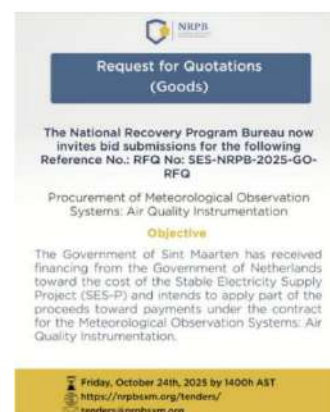 NRPB
Request for Quotations
(Goods)
The National Recovery Program Bureau now
invites bid submissions for the following
Reference No.: RFQ No: SES-NRPB-2025-GO-
RFQ
Procurement of Meteorological Observation
Systems: Air Quality Instrumentation
Objective
The Government of Sint Maarten has received
financing from the Government of Netherlands
toward the cost of the Stable Electricity Supply
Project (SES-P) and intends to apply part of the
proceeds toward payments under the contract
for the Meteorological Observation Systems: Air
Quality Instrumentation.
Friday, October 24th, 2025 by 1400h AST
https://nrpbsxm.org/tenders/
tenders@nrpbsxm.org